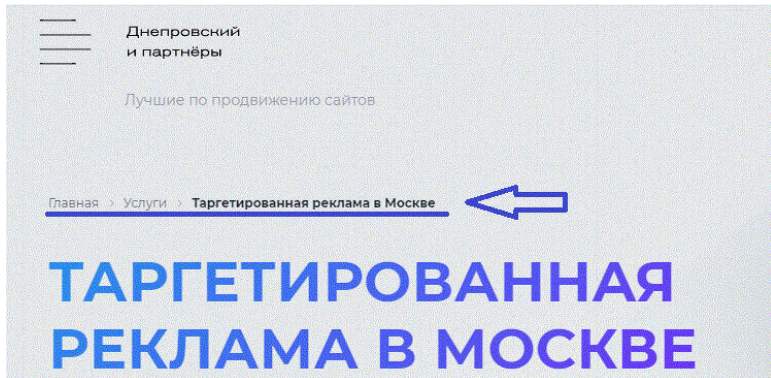 Днепровский
и партнёры
Лучшие по продвижению сайтов
Главная > Услуги > Таргетированная реклама в Москве
ТАРГЕТИРОВАННАЯ
РЕКЛАМА В МОСКВЕ